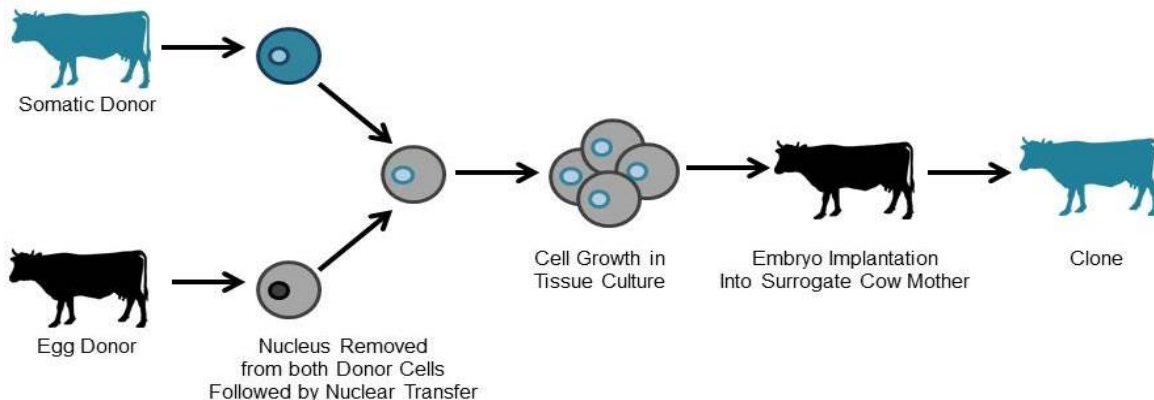 Somatic Donor
Egg Donor
Nucleus Removed
from both Donor Cells
Followed by Nuclear Transfer
Cell Growth in
Tissue Culture
Embryo Implantation
Into Surrogate Cow Mother
Clone